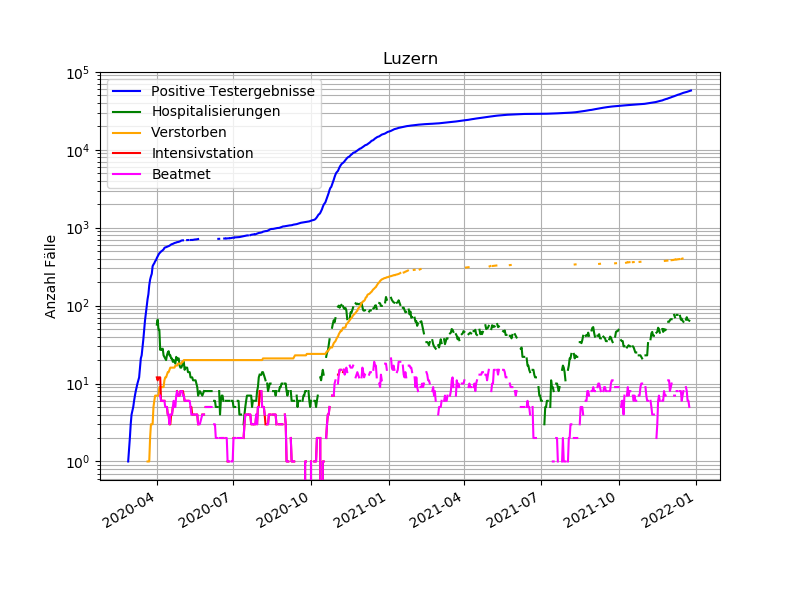 Luzern
Anzahl Fälle
10^5
10^4
10^3
10^2
10^1
10^0
Positive Testergebnisse
Hospitalisierungen
Verstorben
Intensivstation
Beatmet
2020-04
2020-07
2020-10
2021-01
2021-04
2021-07
2021-10
2022-01